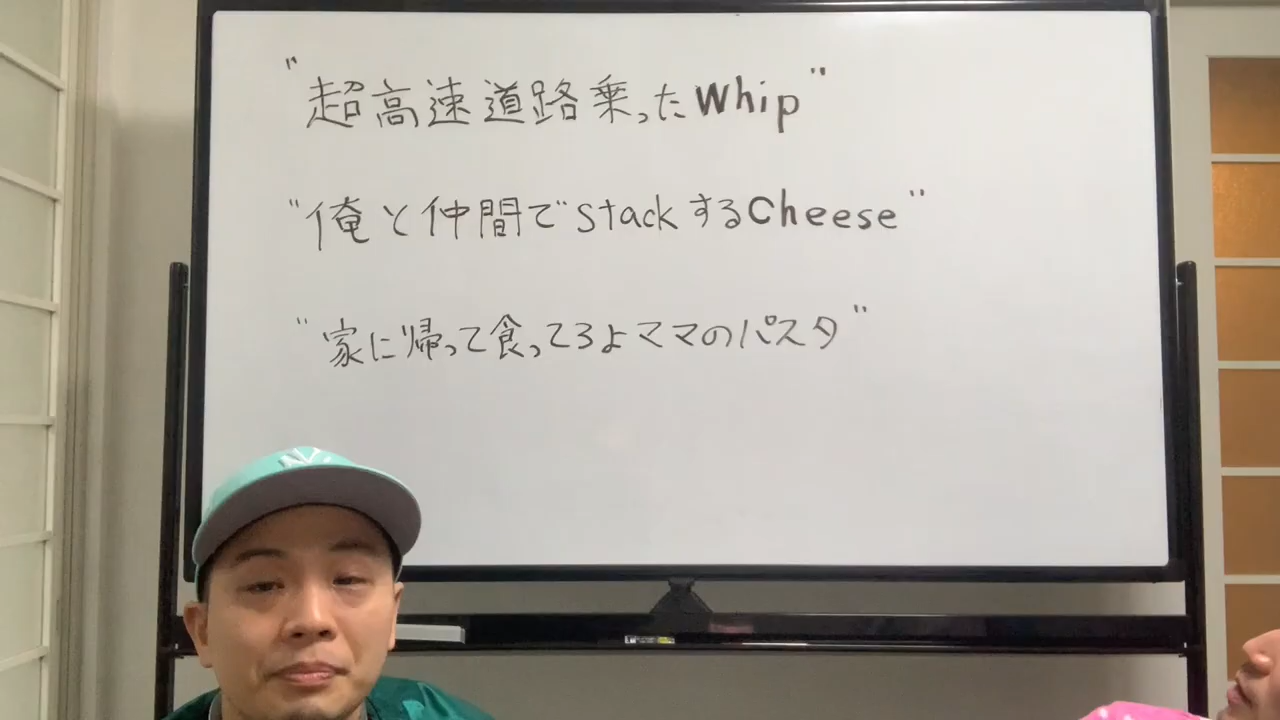 "超高速道路乗ったWhip"
"俺と仲間でstackするCheese"
"家に帰って食ってろよママのパスタ"